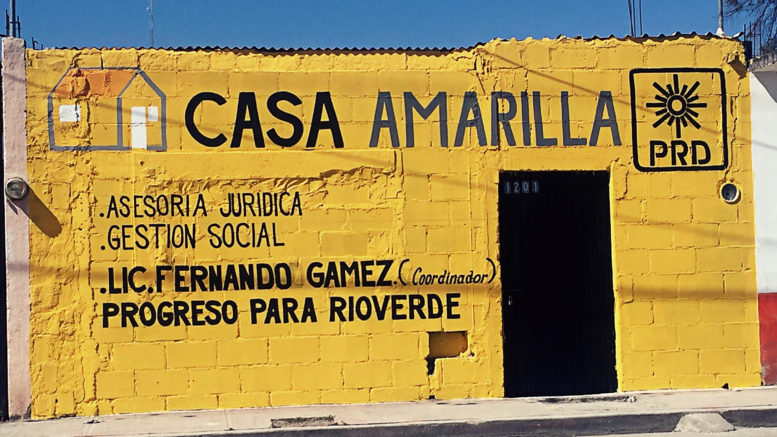 CASA AMARILLA
PRD
1201
.ASESORIA JURIDICA
.GESTION SOCIAL
.LIC. FERNANDO GAMEZ.(Coordinador)
PROGRESO PARA RIOVERDE